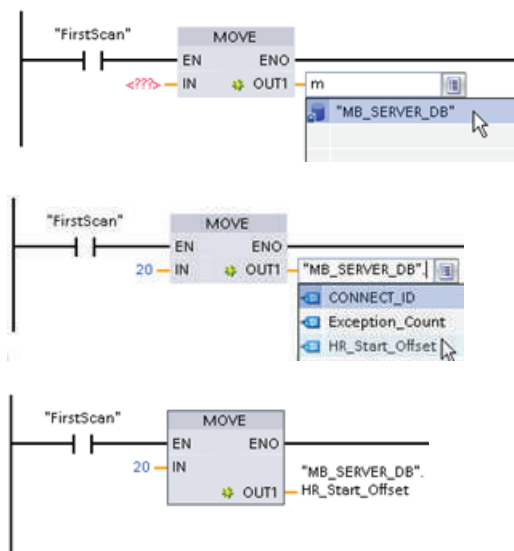 "FirstScan"
MOVE
EN ENO
<???> IN OUT1 m
"MB_SERVER_DB"
"FirstScan"
MOVE
EN ENO
20 IN OUT1 "MB_SERVER_DB".
CONNECT_ID
Exception_Count
HR_Start_Offset
"FirstScan"
MOVE
EN ENO
20 IN
"MB_SERVER_DB".
OUT1 HR_Start_Offset